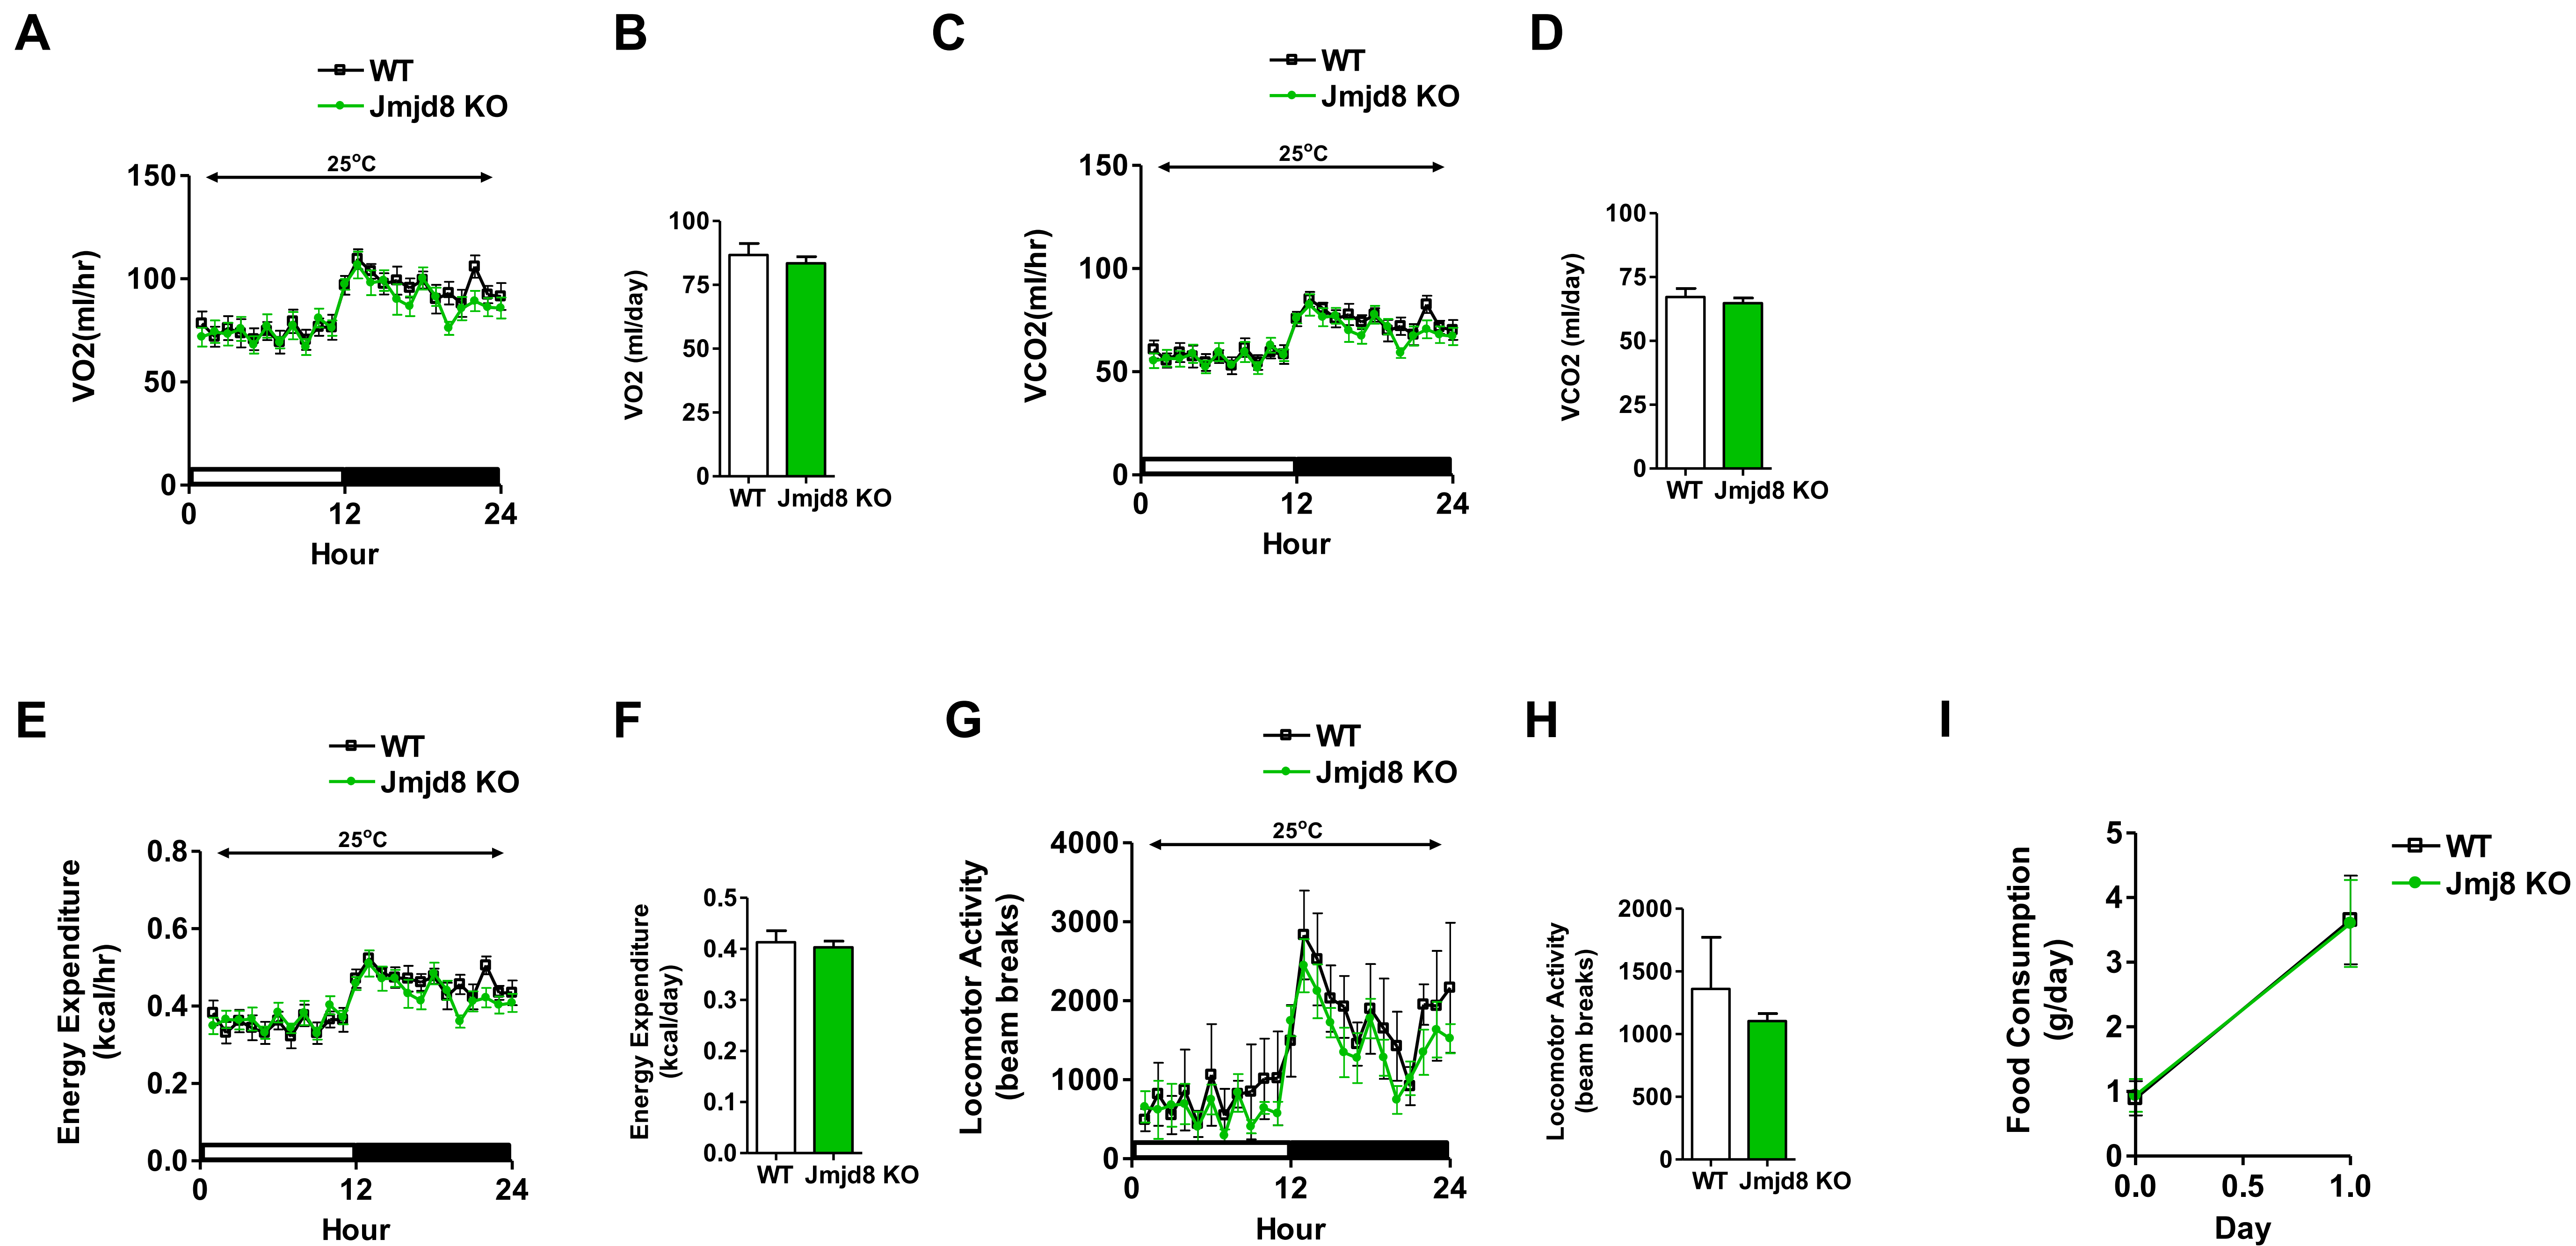 A
WT
Jmjd8 KO
25°C
VO2(ml/hr)
150
100
50
0
0
12
24
Hour
B
VO2 (ml/day)
100
75
50
25
0
WT
Jmjd8 KO
C
WT
Jmjd8 KO
25°C
VCO2(ml/hr)
150
100
50
0
0
12
24
Hour
D
VCO2 (ml/day)
100
75
50
25
0
WT
Jmjd8 KO
E
WT
Jmjd8 KO
25°C
Energy Expenditure
(kcal/hr)
0.8
0.6
0.4
0.2
0.0
0
12
24
Hour
F
Energy Expenditure
(kcal/day)
0.5
0.4
0.3
0.2
0.1
0.0
WT
Jmjd8 KO
G
WT
Jmjd8 KO
25°C
Locomotor Activity
(beam breaks)
4000
3000
2000
1000
0
0
12
24
Hour
H
Locomotor Activity
(beam breaks)
2000
1500
1000
500
0
WT
Jmjd8 KO
I
WT
Jmj8 KO
Food Consumption
(g/day)
5
4
3
2
1
0
0.0
0.5
1.0
Day